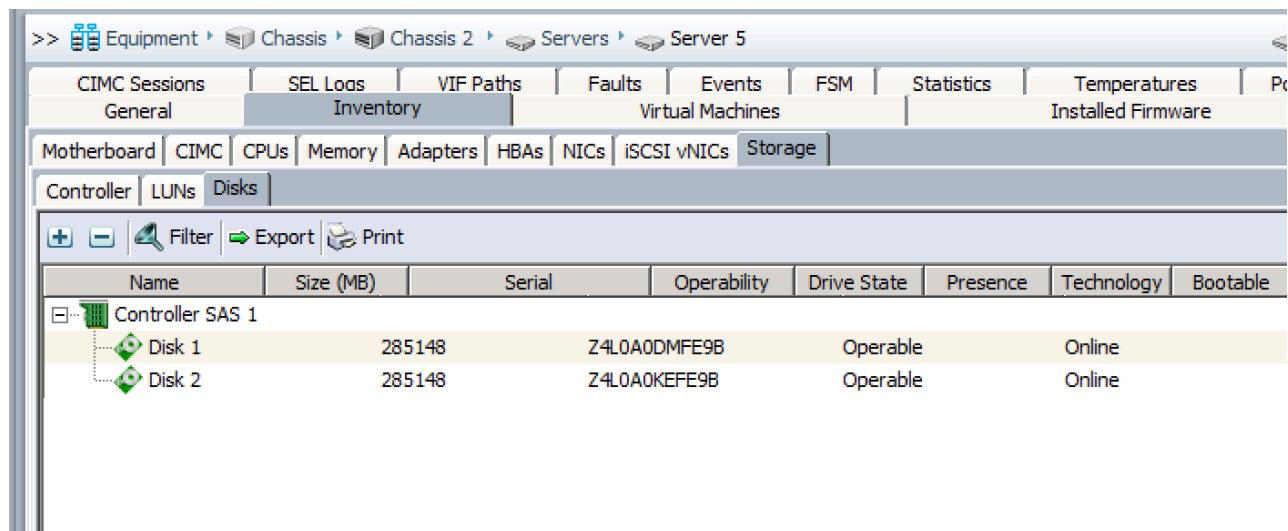 >> Equipment Chassis Chassis 2 Servers Server 5
CIMC Sessions SEL Logs VIF Paths Faults Events FSM Statistics Temperatures
General Inventory Virtual Machines Installed Firmware
Motherboard CIMC CPUs Memory Adapters HBAs NICs iSCSI vNICs Storage
Controller LUNs Disks
Filter Export Print
Name Size (MB) Serial Operability Drive State Presence Technology Bootable
Controller SAS 1
Disk 1 285148 Z4L0A0DMFE9B Operable Online
Disk 2 285148 Z4L0A0KEFE9B Operable Online